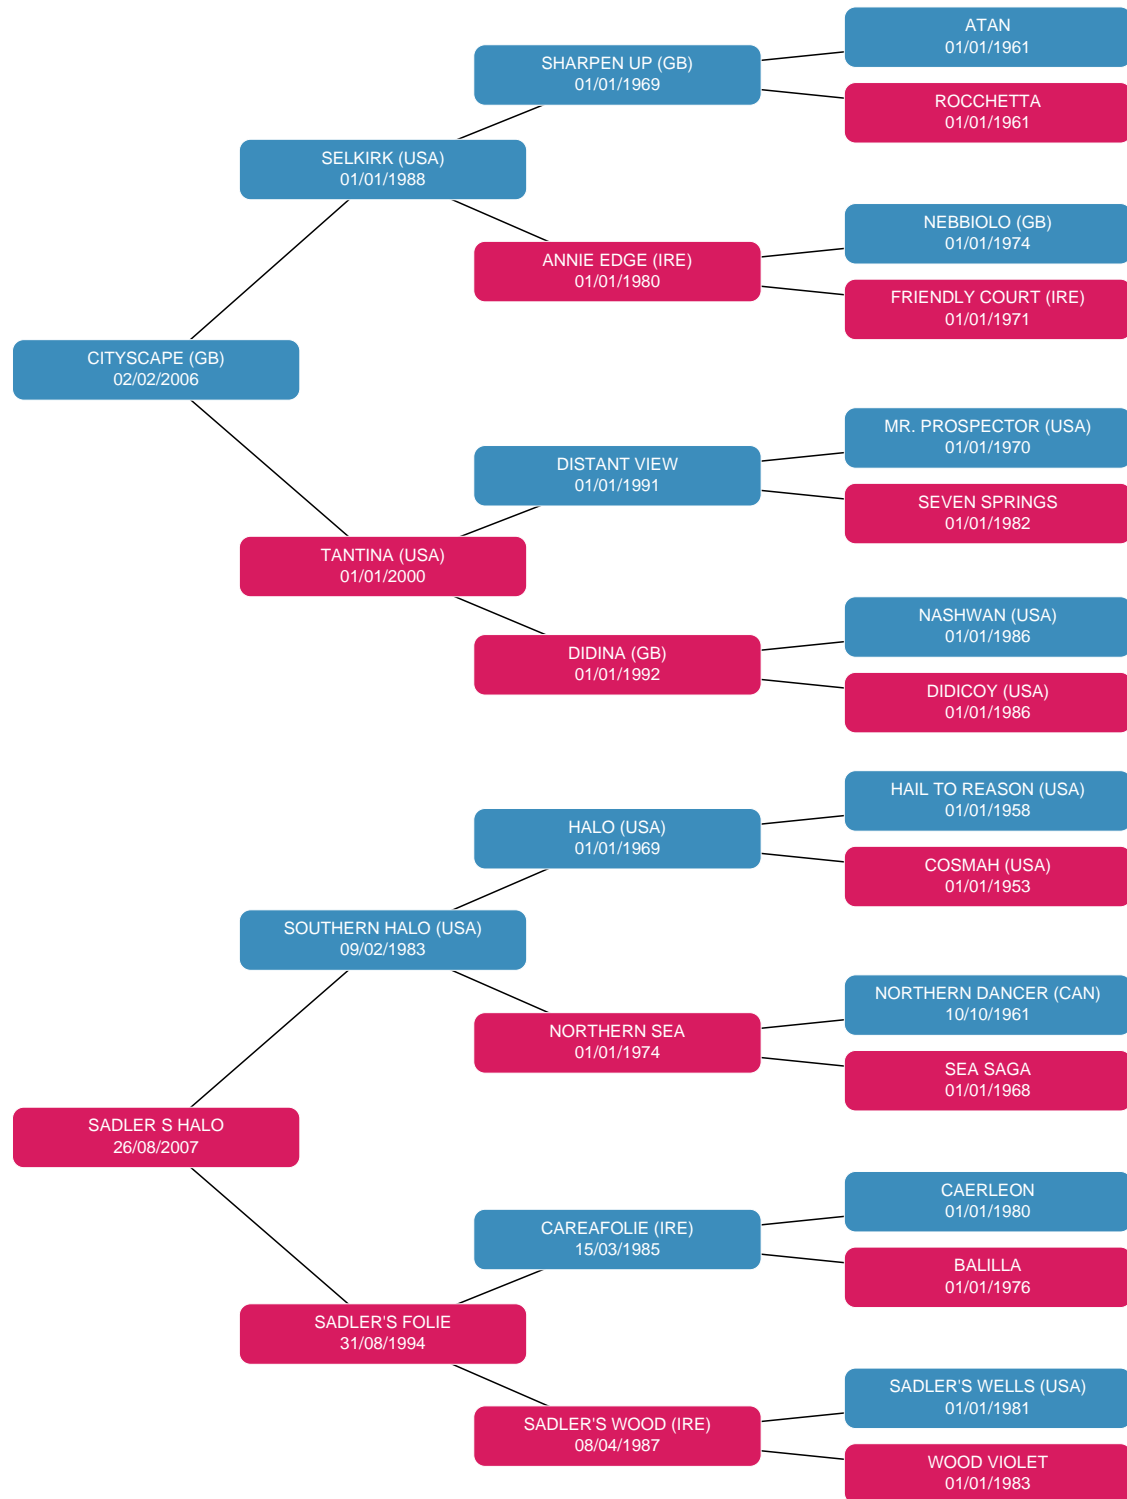 ATAN
01/01/1961
SHARPEN UP (GB)
01/01/1969
ROCCHETTA
01/01/1961
SELKIRK (USA)
01/01/1988
NEBBIOLO (GB)
01/01/1974
ANNIE EDGE (IRE)
01/01/1980
FRIENDLY COURT (IRE)
01/01/1971
CITYSCAPE (GB)
02/02/2006
MR. PROSPECTOR (USA)
01/01/1970
DISTANT VIEW
01/01/1991
SEVEN SPRINGS
01/01/1982
TANTINA (USA)
01/01/2000
NASHWAN (USA)
01/01/1986
DIDINA (GB)
01/01/1992
DIDICOY (USA)
01/01/1986
HAIL TO REASON (USA)
01/01/1958
HALO (USA)
01/01/1969
COSMAH (USA)
01/01/1953
SOUTHERN HALO (USA)
09/02/1983
NORTHERN DANCER (CAN)
10/10/1961
NORTHERN SEA
01/01/1974
SEA SAGA
01/01/1968
SADLER S HALO
26/08/2007
CAERLEON
01/01/1980
CAREAFOLIE (IRE)
15/03/1985
BALILLA
01/01/1976
SADLER'S FOLIE
31/08/1994
SADLER'S WELLS (USA)
01/01/1981
SADLER'S WOOD (IRE)
08/04/1987
WOOD VIOLET
01/01/1983